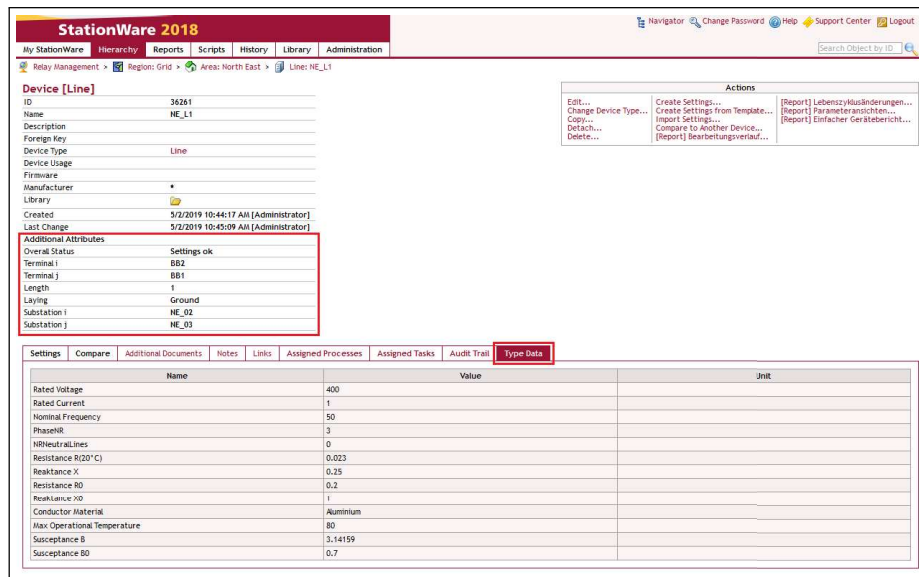 Navigator Change Password Help Support Center Logout
StationWare 2018
My StationWare Hierarchy Reports Scripts History Library Administration
Search Object by ID
Relay Management > Region: Grid > Area: North East > Line: NE_L1
Device [Line]
ID 36261
Name NE_L1
Description
Foreign Key
Device Type Line
Device Usage
Firmware
Manufacturer *
Library
Created 5/2/2019 10:44:17 AM [Administrator]
Last Change 5/2/2019 10:45:09 AM [Administrator]
Additional Attributes
Overall Status Settings ok
Terminal i BB2
Terminal j BB1
Length 1
Laying Ground
Substation i NE_02
Substation j NE_03
Actions
Edit... Create Settings... [Report] Lebenszyklusänderungen...
Change Device Type... Create Settings from Template... [Report] Parameteransichten...
Copy... Import Settings... [Report] Einfacher Gerätebericht...
Detach... Compare to Another Device...
Delete... [Report] Bearbeitungsverlauf...
Settings Compare Additional Documents Notes Links Assigned Processes Assigned Tasks Audit Trail Type Data
Name Value Unit
Rated Voltage 400
Rated Current 1
Nominal Frequency 50
PhaseNR 3
NRNeutralLines 0
Resistance R(20°C) 0.023
Reaktance X 0.25
Resistance R0 0.2
Reaktance X0 1
Conductor Material Aluminium
Max Operational Temperature 80
Susceptance B 3.14159
Susceptance B0 0.7